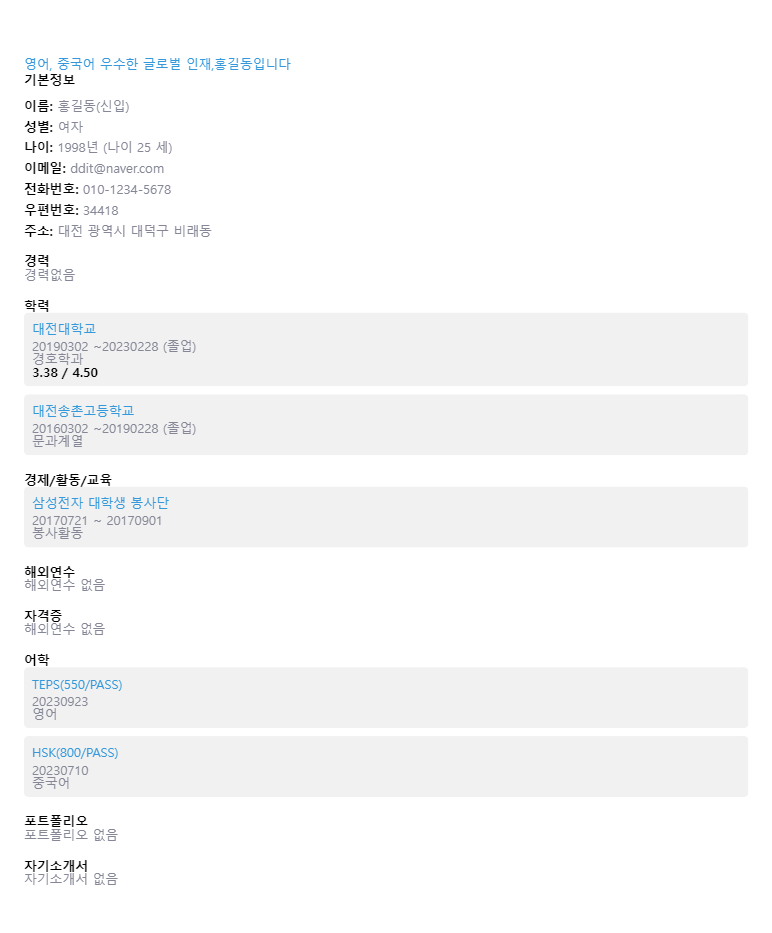 영어, 중국어 우수한 글로벌 인재,홍길동입니다
기본정보
이름: 홍길동(신입)
성별: 여자
나이: 1998년 (나이 25 세)
이메일: ddit@naver.com
전화번호: 010-1234-5678
우편번호: 34418
주소: 대전 광역시 대덕구 비래동
경력
경력없음
학력
대전대학교
20190302 ~20230228 (졸업)
경호학과
3.38 / 4.50
대전송촌고등학교
20160302 ~20190228 (졸업)
문과계열
경제/활동/교육
삼성전자 대학생 봉사단
20170721 ~ 20170901
봉사활동
해외연수
해외연수 없음
자격증
해외연수 없음
어학
TEPS(550/PASS)
20230923
영어
HSK(800/PASS)
20230710
중국어
포트폴리오
포트폴리오 없음
자기소개서
자기소개서 없음